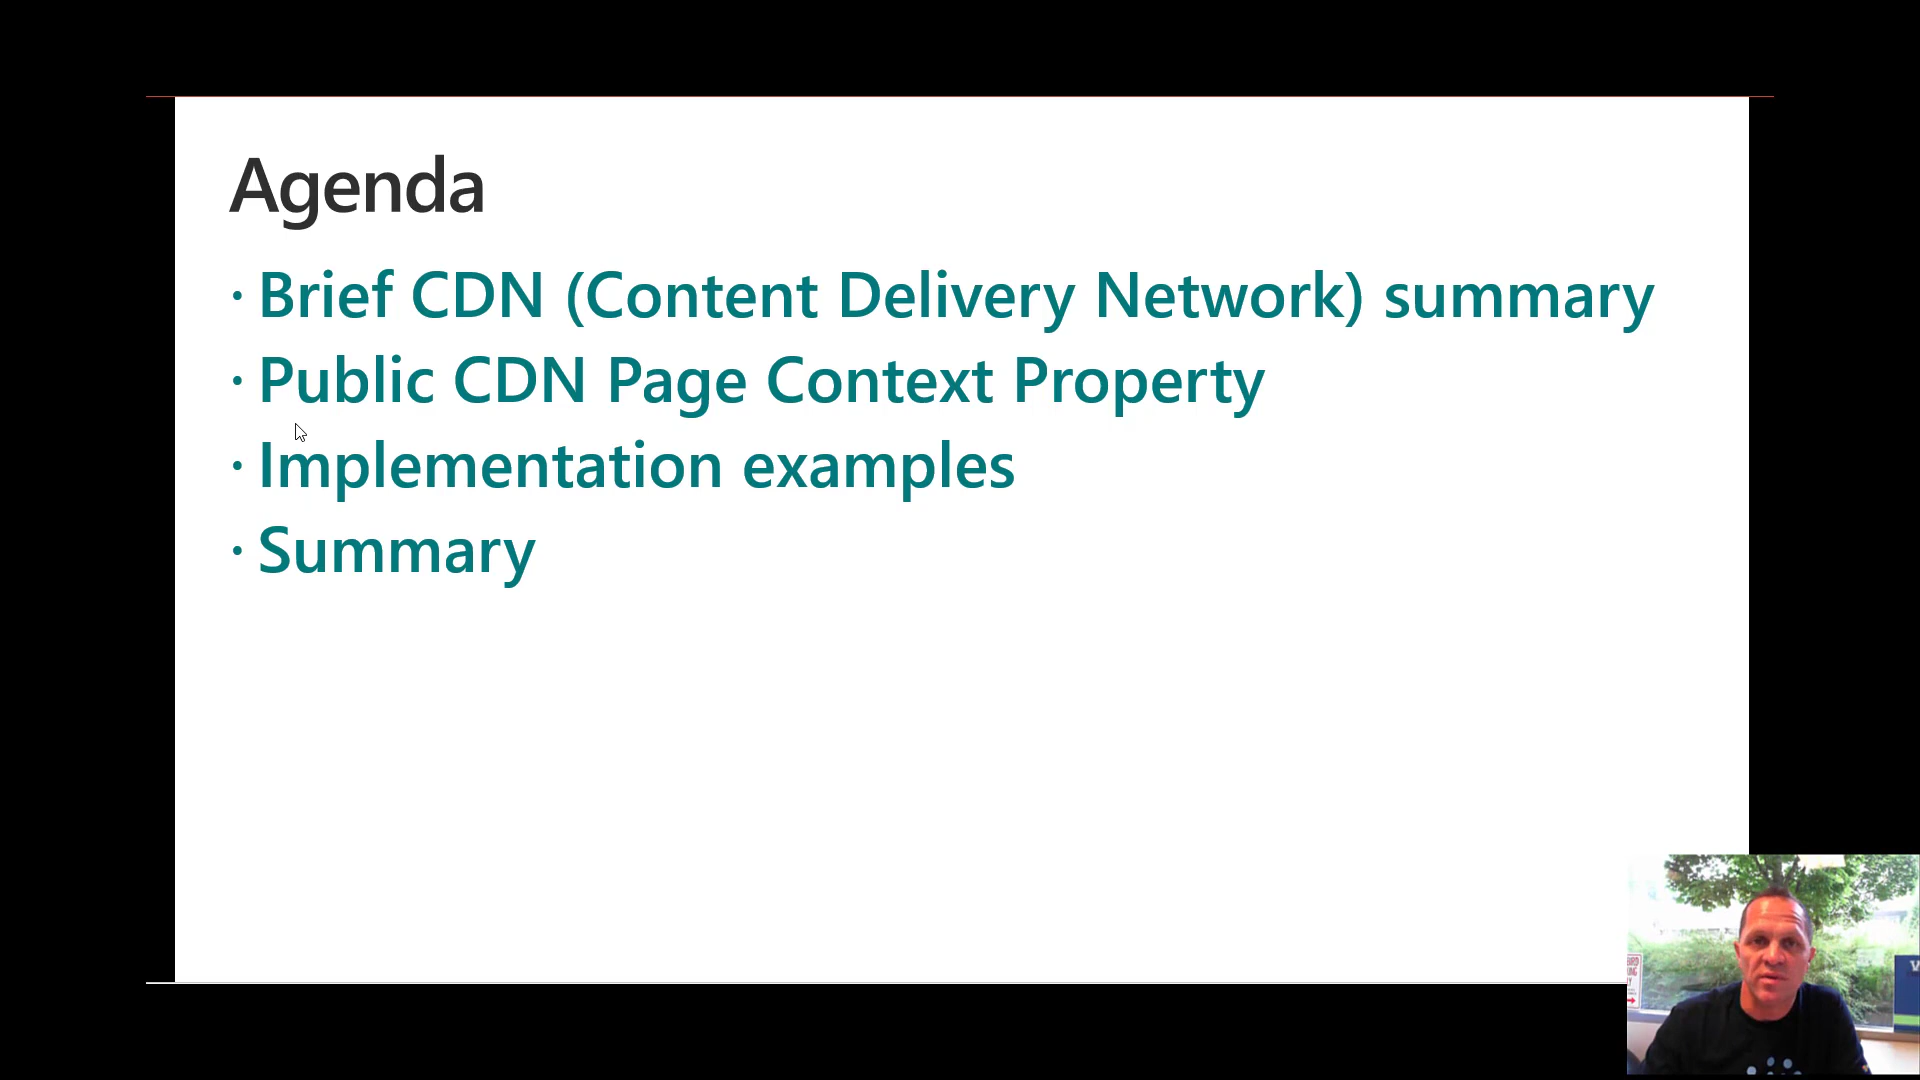 Agenda
· Brief CDN (Content Delivery Network) summary
· Public CDN Page Context Property
· Implementation examples
· Summary